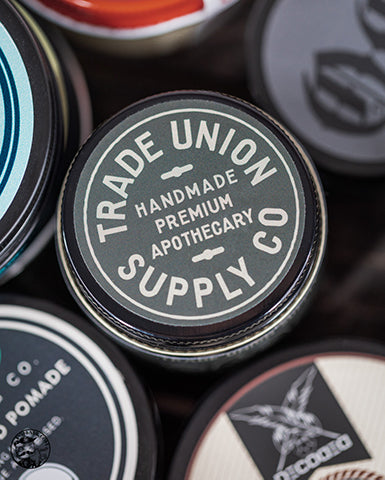 TRADE UNION
HANDMADE
PREMIUM
APOTHECARY
SUPPLY CO
CO.
POMADE